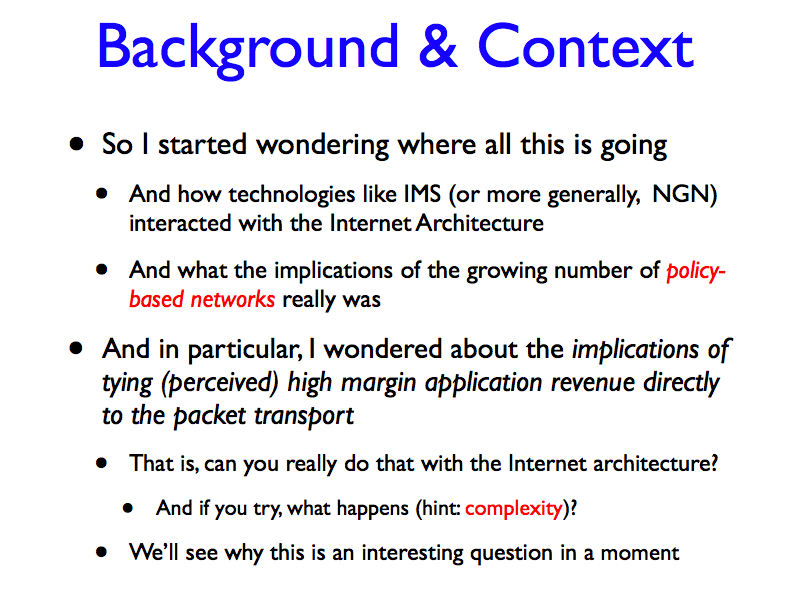 Background & Context
• So I started wondering where all this is going
• And how technologies like IMS (or more generally, NGN)
interacted with the Internet Architecture
• And what the implications of the growing number of policy-
based networks really was
• And in particular, I wondered about the implications of
tying (perceived) high margin application revenue directly
to the packet transport
• That is, can you really do that with the Internet architecture?
• And if you try, what happens (hint: complexity)?
• We'll see why this is an interesting question in a moment